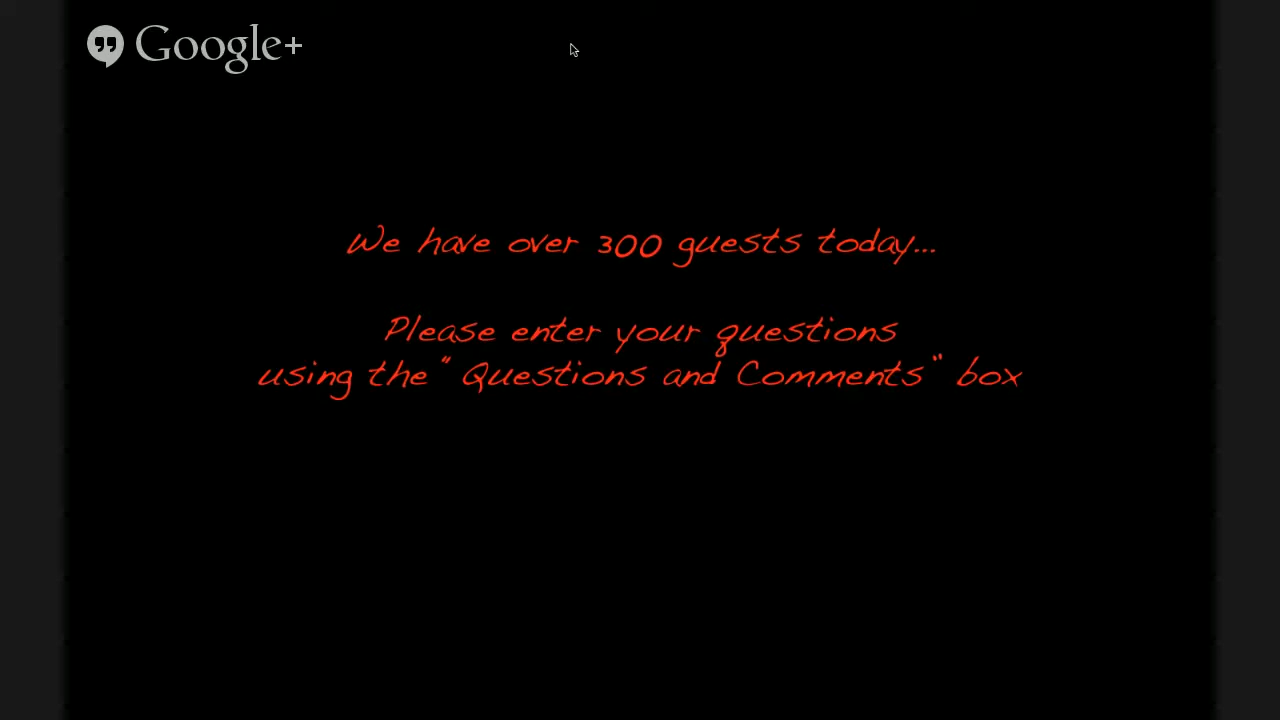 Google+
We have over 300 guests today...
Please enter your questions
using the "Questions and Comments" box